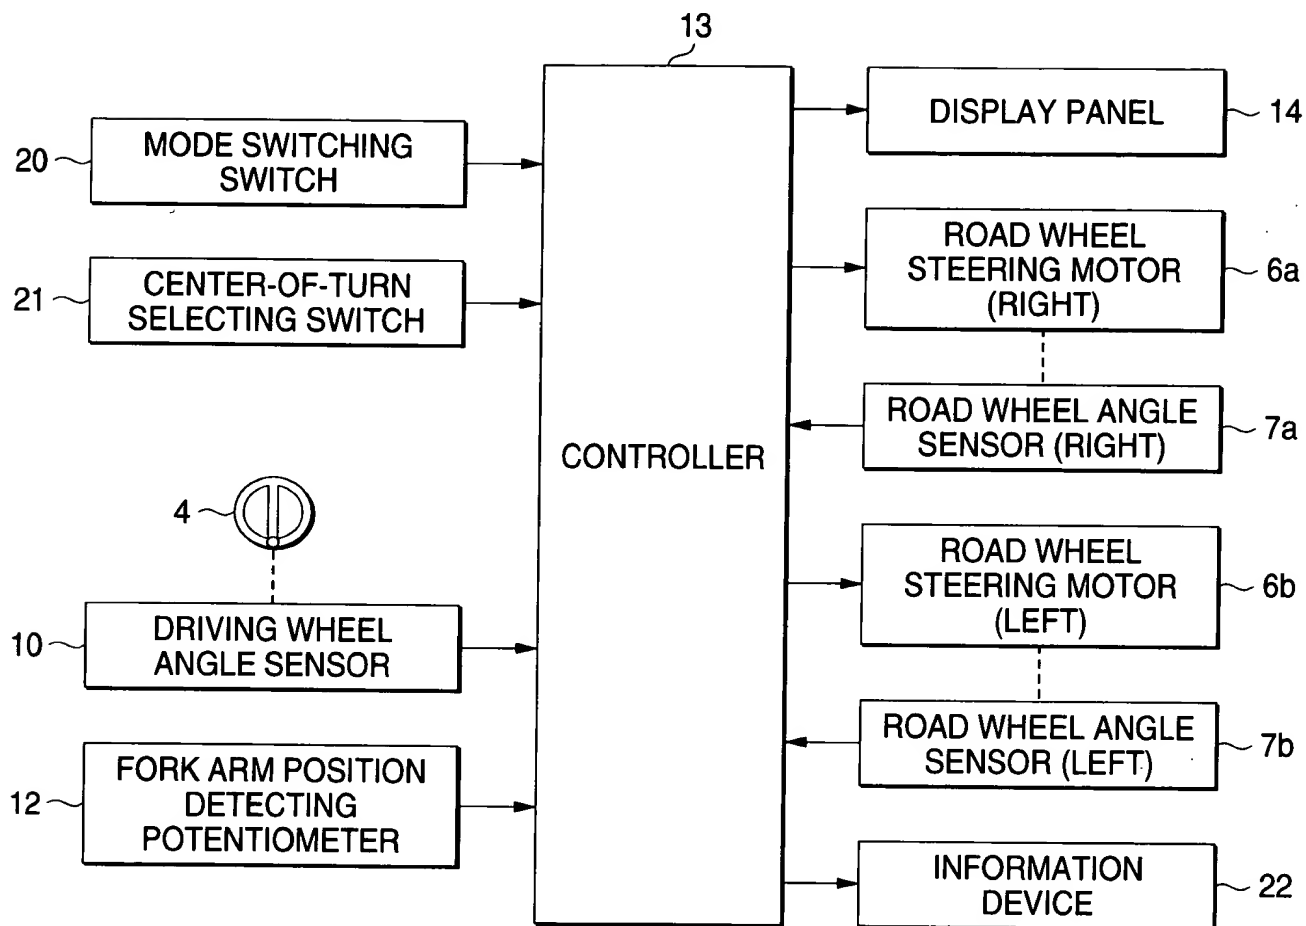 13
20
MODE SWITCHING
SWITCH
21
CENTER-OF-TURN
SELECTING SWITCH
4
10
DRIVING WHEEL
ANGLE SENSOR
12
FORK ARM POSITION
DETECTING
POTENTIOMETER
CONTROLLER
DISPLAY PANEL
14
ROAD WHEEL
STEERING MOTOR
(RIGHT)
6a
ROAD WHEEL ANGLE
SENSOR (RIGHT)
7a
ROAD WHEEL
STEERING MOTOR
(LEFT)
6b
ROAD WHEEL ANGLE
SENSOR (LEFT)
7b
INFORMATION
DEVICE
22